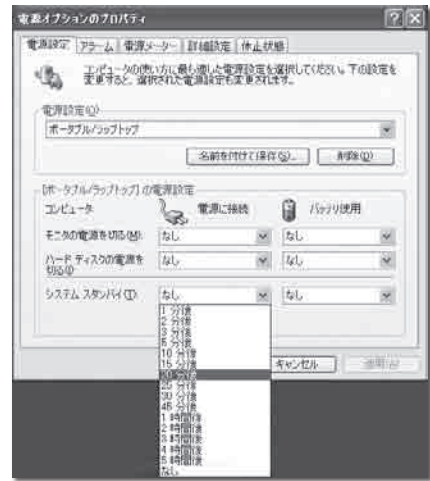 電源オプションのプロパティ
電源設定 アラーム 電源メーター 詳細設定 休止状態
コンピュータの使い方に最も適した電源設定を選択してください。下の設定を
変更すると、選択された電源設定も変更されます。
電源設定(C)
ポータブル/ラップトップ
名前を付けて保存(S)... 削除(D)
[ポータブル/ラップトップ] の電源設定
コンピュータ 電源に接続 バッテリ使用
モニタの電源を切る(M): なし なし
ハード ディスクの電源を なし なし
切る(I):
システム スタンバイ(T): なし なし
1 分後
2 分後
3 分後
5 分後
10 分後
15 分後
20 分後
25 分後
30 分後
45 分後
1 時間後
2 時間後
3 時間後
4 時間後
5 時間後
なし
キャンセル 適用(A)